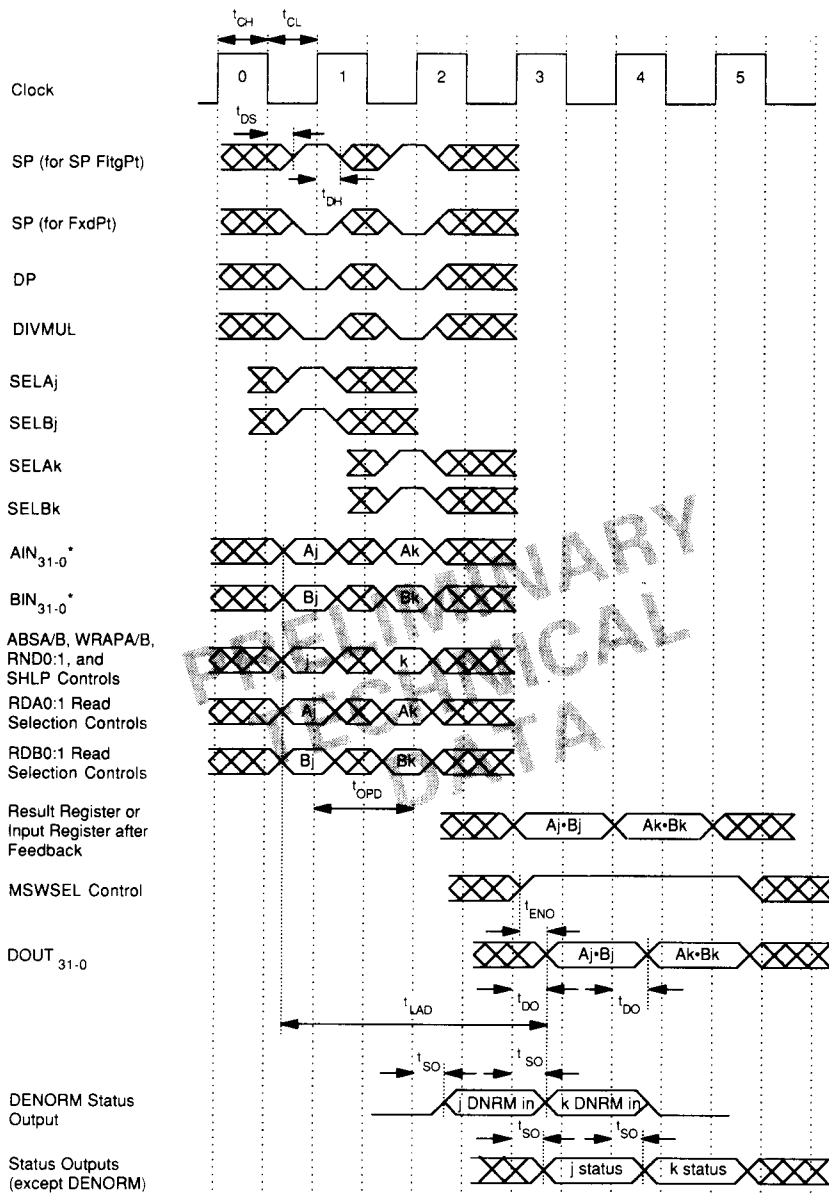 tCH tCL
Clock 0 1 2 3 4 5
tDS
SP (for SP FltgPt)
tDH
SP (for FxdPt)
DP
DIVMUL
SELAj
SELBj
SELAk
SELBk
AIN31-0* Aj Ak
BIN31-0* Bj Bk
ABSA/B, WRAPA/B,
RND0:1, and
SHLP Controls
j k
RDA0:1 Read
Selection Controls
Aj Ak
RDB0:1 Read
Selection Controls
Bj Bk
PRELIMINARY
TECHNICAL
DATA
tOPD
Result Register or
Input Register after
Feedback
Aj•Bj Ak•Bk
MSWSEL Control
tENO
DOUT 31-0 Aj•Bj Ak•Bk
tDO tDO
tLAD
tSO tSO
DENORM Status
Output
j DNRM in k DNRM in
tSO tSO
Status Outputs
(except DENORM)
j status k status